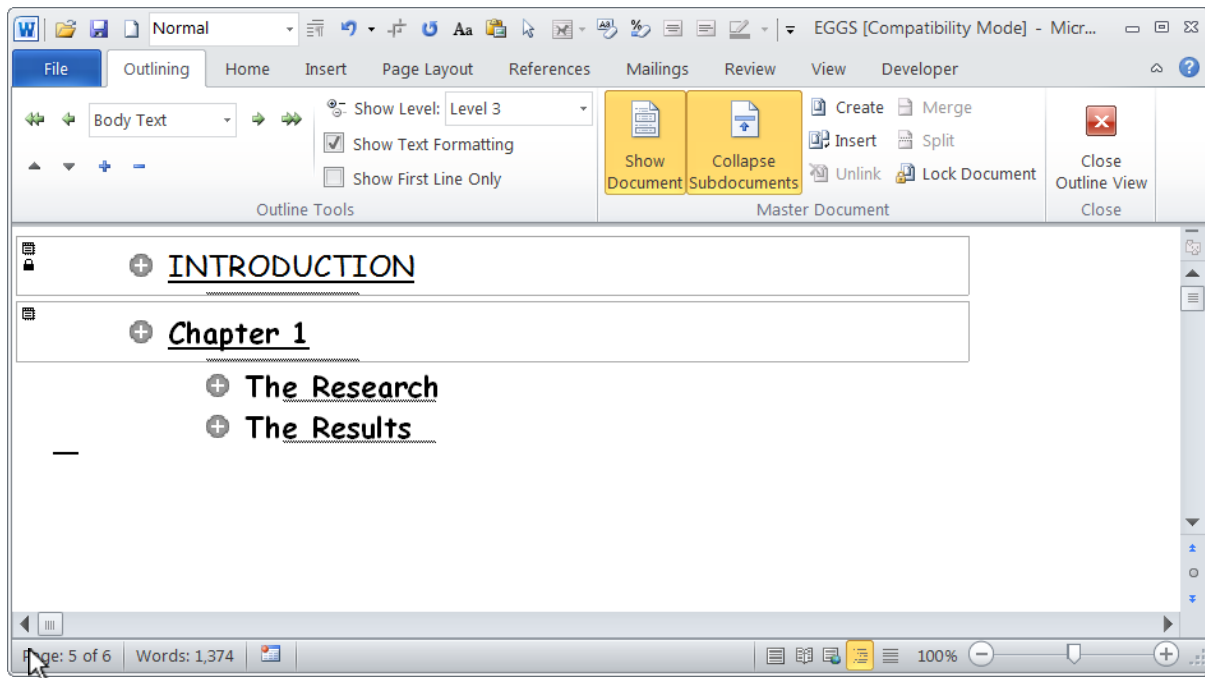 Normal Aa EGGS [Compatibility Mode] - Micr...
File Outlining Home Insert Page Layout References Mailings Review View Developer
Body Text Show Level: Level 3 Create Merge
Show Text Formatting Insert Split
Show First Line Only Show Document Collapse Subdocuments Unlink Lock Document Close Outline View
Outline Tools Master Document Close
INTRODUCTION
Chapter 1
The Research
The Results
Page: 5 of 6 Words: 1,374 100%